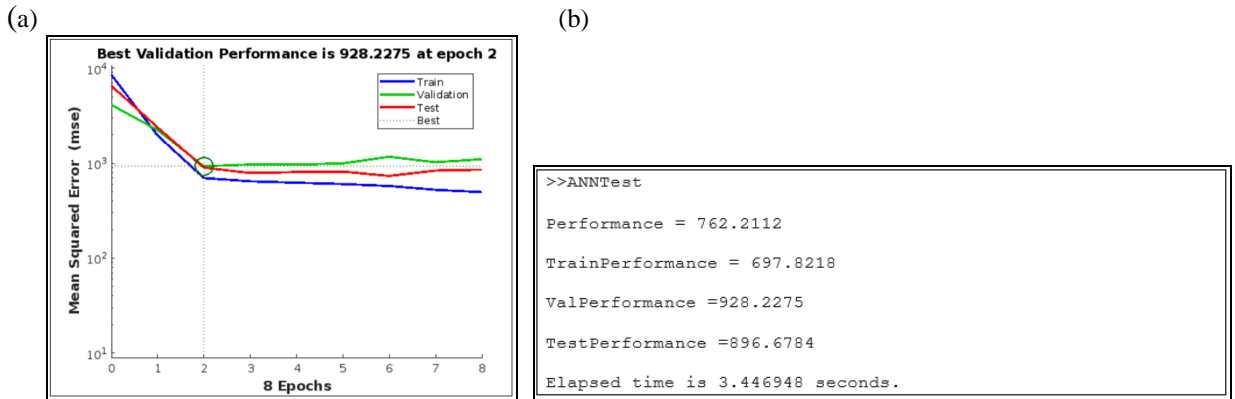 (a)
(b)
Best Validation Performance is 928.2275 at epoch 2
Mean Squared Error (mse)
10^4
10^3
10^2
10^1
Train
Validation
Test
Best
0 1 2 3 4 5 6 7 8
8 Epochs
>>ANNTest
Performance = 762.2112
TrainPerformance = 697.8218
ValPerformance =928.2275
TestPerformance =896.6784
Elapsed time is 3.446948 seconds.